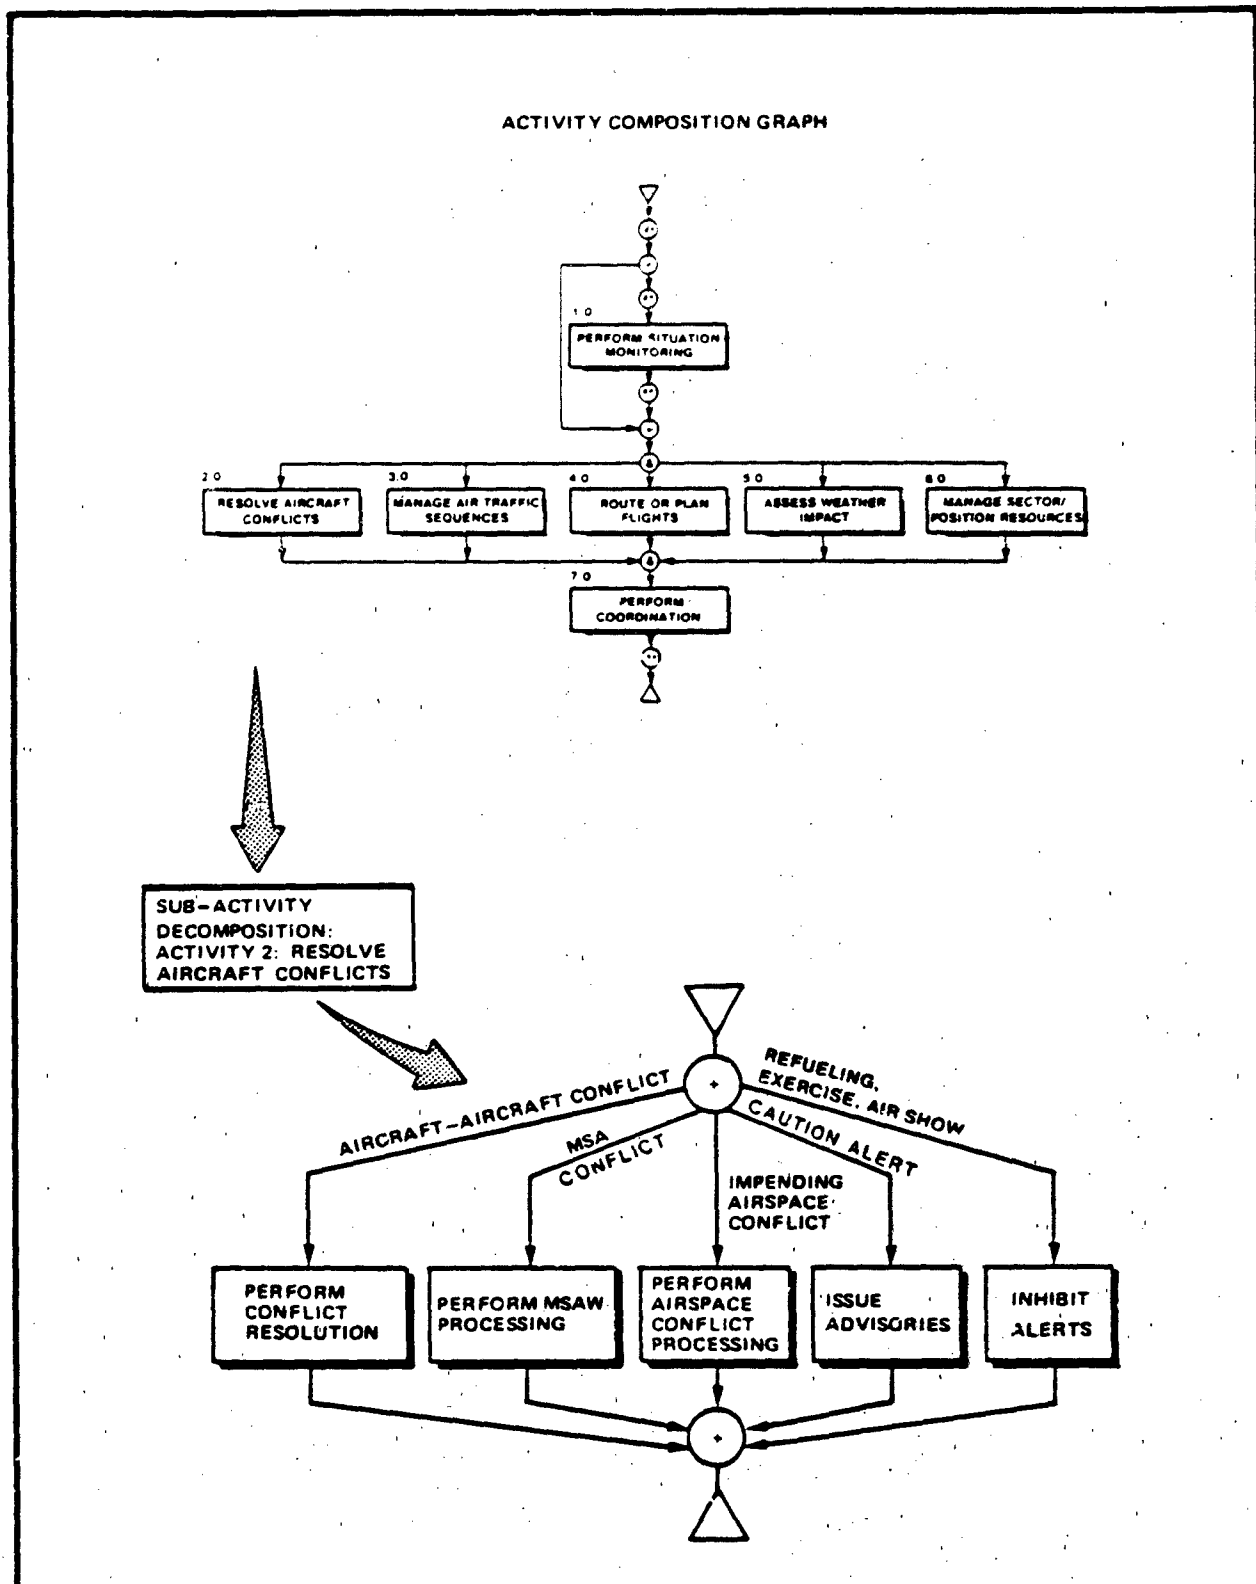 ACTIVITY COMPOSITION GRAPH
1.0
PERFORM SITUATION
MONITORING
&
2.0
RESOLVE AIRCRAFT
CONFLICTS
3.0
MANAGE AIR TRAFFIC
SEQUENCES
4.0
ROUTE OR PLAN
FLIGHTS
5.0
ASSESS WEATHER
IMPACT
6.0
MANAGE SECTOR/
POSITION RESOURCES
&
7.0
PERFORM
COORDINATION
SUB-ACTIVITY
DECOMPOSITION:
ACTIVITY 2: RESOLVE
AIRCRAFT CONFLICTS
+
AIRCRAFT-AIRCRAFT CONFLICT
MSA
CONFLICT
IMPENDING
AIRSPACE
CONFLICT
CAUTION ALERT
REFUELING,
EXERCISE, AIR SHOW
PERFORM
CONFLICT
RESOLUTION
PERFORM MSAW
PROCESSING
PERFORM
AIRSPACE
CONFLICT
PROCESSING
ISSUE
ADVISORIES
INHIBIT
ALERTS
+